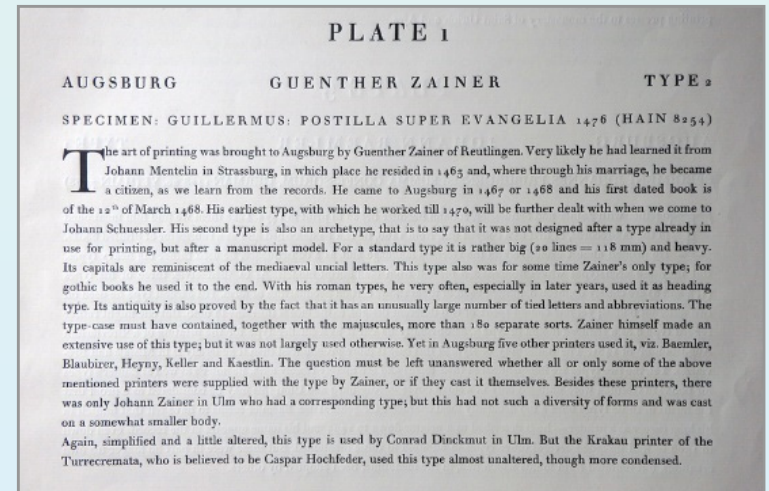 PLATE 1
AUGSBURG GUENTHER ZAINER TYPE 2
SPECIMEN: GUILLERMUS: POSTILLA SUPER EVANGELIA 1476 (HAIN 8254)
The art of printing was brought to Augsburg by Guenther Zainer of Reutlingen. Very likely he had learned it from
Johann Mentelin in Strassburg, in which place he resided in 1463 and, where through his marriage, he became
a citizen, as we learn from the records. He came to Augsburg in 1467 or 1468 and his first dated book is
of the 12th of March 1468. His earliest type, with which he worked till 1470, will be further dealt with when we come to
Johann Schuessler. His second type is also an archetype, that is to say that it was not designed after a type already in
use for printing, but after a manuscript model. For a standard type it is rather big (20 lines = 118 mm) and heavy.
Its capitals are reminiscent of the mediaeval uncial letters. This type also was for some time Zainer's only type; for
gothic books he used it to the end. With his roman types, he very often, especially in later years, used it as heading
type. Its antiquity is also proved by the fact that it has an unusually large number of tied letters and abbreviations. The
type-case must have contained, together with the majuscules, more than 180 separate sorts. Zainer himself made an
extensive use of this type; but it was not largely used otherwise. Yet in Augsburg five other printers used it, viz. Baemler,
Blaubirer, Heyny, Keller and Kaestlin. The question must be left unanswered whether all or only some of the above
mentioned printers were supplied with the type by Zainer, or if they cast it themselves. Besides these printers, there
was only Johann Zainer in Ulm who had a corresponding type; but this had not such a diversity of forms and was cast
on a somewhat smaller body.
Again, simplified and a little altered, this type is used by Conrad Dinckmut in Ulm. But the Krakau printer of the
Turrecremata, who is believed to be Caspar Hochfeder, used this type almost unaltered, though more condensed.